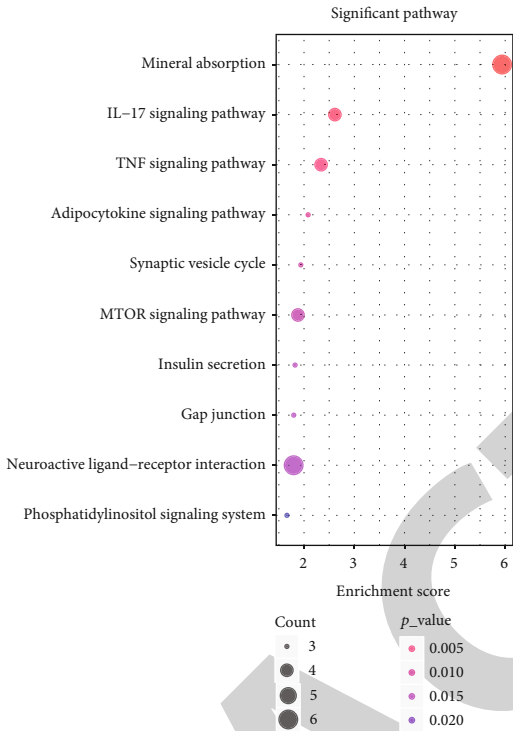 Significant pathway
Mineral absorption
IL−17 signaling pathway
TNF signaling pathway
Adipocytokine signaling pathway
Synaptic vesicle cycle
MTOR signaling pathway
Insulin secretion
Gap junction
Neuroactive ligand−receptor interaction
Phosphatidylinositol signaling system
2 3 4 5 6
Enrichment score
Count
3
4
5
6
p_value
0.005
0.010
0.015
0.020